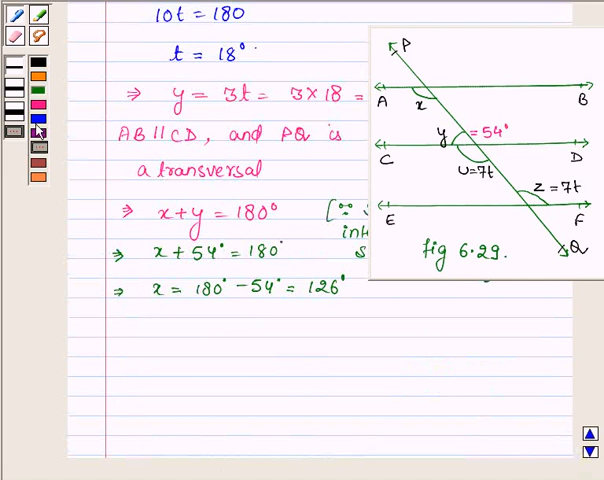 10t = 180
t = 18°
⇒ y = 3t = 3×18 =
AB∥CD, and PQ is
a transversal
⇒ x+y = 180°
[∵
int
⇒ x + 54° = 180°
s
⇒ x = 180° - 54° = 126°
P
A
B
x
y = 54°
C
D
u=7t
z = 7t
E
F
Q
fig 6.29.